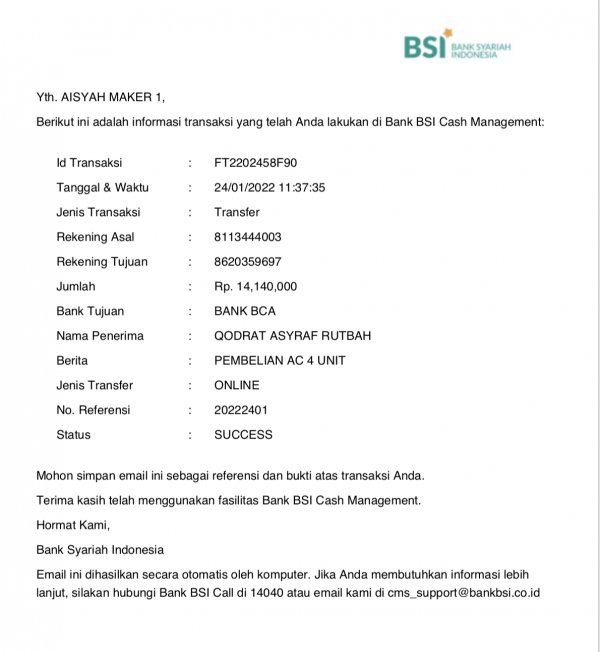 BSI BANK SYARIAH
INDONESIA
Yth. AISYAH MAKER 1,
Berikut ini adalah informasi transaksi yang telah Anda lakukan di Bank BSI Cash Management:
Id Transaksi : FT2202458F90
Tanggal & Waktu : 24/01/2022 11:37:35
Jenis Transaksi : Transfer
Rekening Asal : 8113444003
Rekening Tujuan : 8620359697
Jumlah : Rp. 14,140,000
Bank Tujuan : BANK BCA
Nama Penerima : QODRAT ASYRAF RUTBAH
Berita : PEMBELIAN AC 4 UNIT
Jenis Transfer : ONLINE
No. Referensi : 20222401
Status : SUCCESS
Mohon simpan email ini sebagai referensi dan bukti atas transaksi Anda.
Terima kasih telah menggunakan fasilitas Bank BSI Cash Management.
Hormat Kami,
Bank Syariah Indonesia
Email ini dihasilkan secara otomatis oleh komputer. Jika Anda membutuhkan informasi lebih
lanjut, silakan hubungi Bank BSI Call di 14040 atau email kami di cms_support@bankbsi.co.id